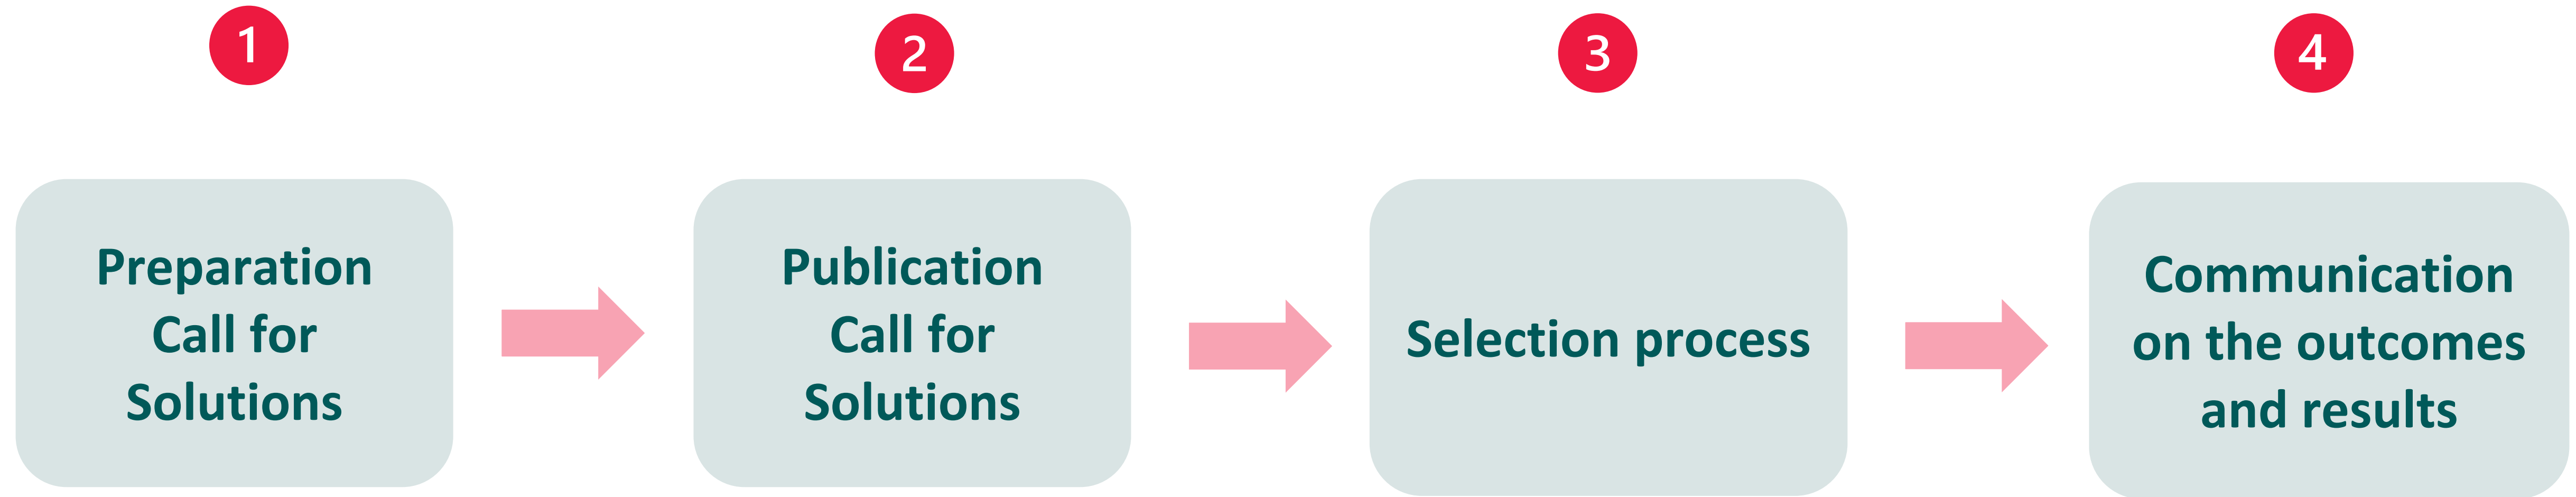 1
2
3
4
Preparation
Call for
Solutions
Publication
Call for
Solutions
Selection process
Communication
on the outcomes
and results